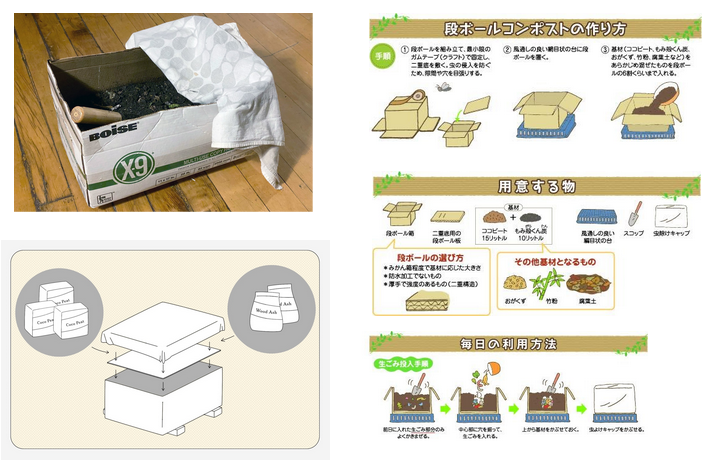 BOISE
X9
Coco Peat
Coco Peat
Coco Peat
Wood Ash
Wood Ash
段ボールコンポストの作り方
手順
① 段ボールを組み立て、最小限の
ガムテープ（クラフト）で固定し、
二重底を敷く。虫の侵入を防ぐ
ため、隙間や穴を目張りする。
② 風通しの良い網目状の台に段
ボールを置く。
③ 基材（ココピート、もみ殻くん炭、
おがくず、竹粉、腐葉土など）を
あらかじめ混ぜたものを段ボー
ルの6割くらいまで入れる。
用意する物
段ボール箱
二重底用の
段ボール板
基材
ココピート
15リットル
+
もみ殻くん炭
10リットル
風通しの良い
網目状の台
スコップ
虫除けキャップ
段ボールの選び方
＊みかん箱程度で基材に応じた大きさ
＊防水加工でないもの
＊厚手で強度のあるもの（二重構造）
その他基材となるもの
おがくず
竹粉
腐葉土
毎日の利用方法
生ごみ投入手順
前日に入れた生ごみ部分のみ
よくかきまぜる。
中心部に穴を掘って、
生ごみを入れる。
上から基材をかぶせておく。
虫よけキャップをかぶせる。